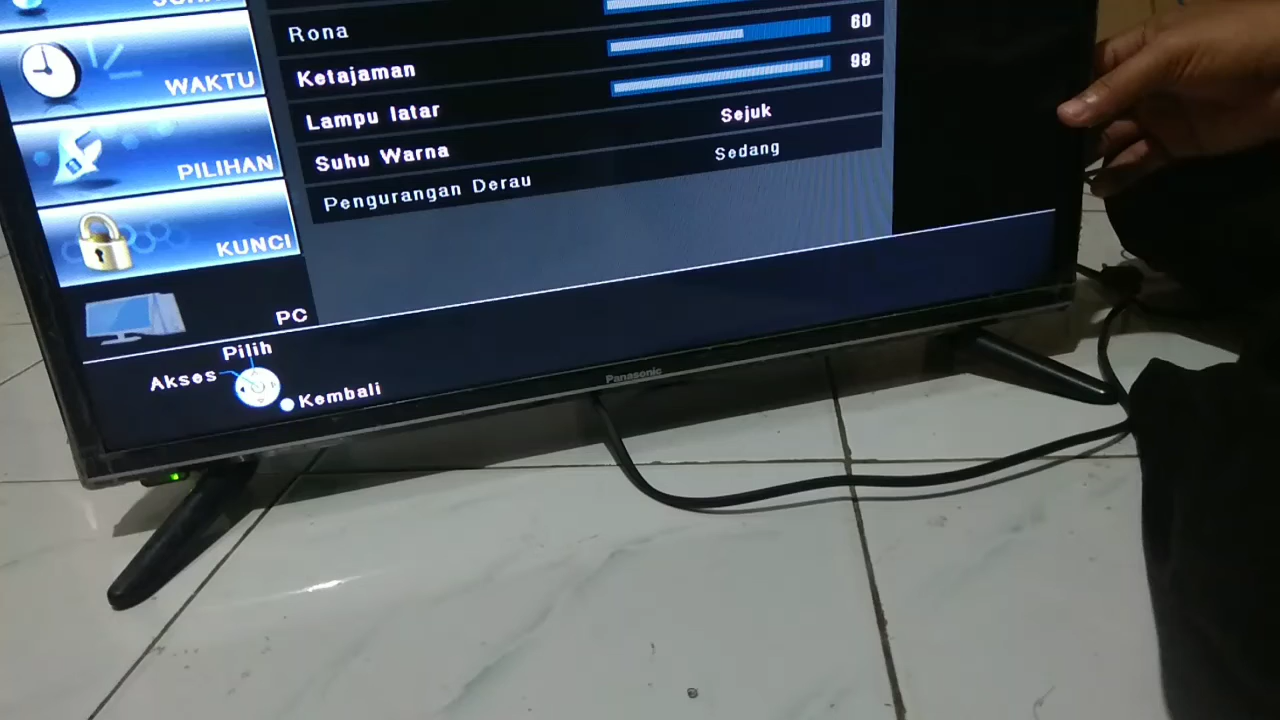 Rona
Ketajaman 60
Lampu latar 98
Suhu Warna Sejuk
Pengurangan Derau Sedang
WAKTU
PILIHAN
KUNCI
PC
Pilih
Akses
Kembali
Panasonic